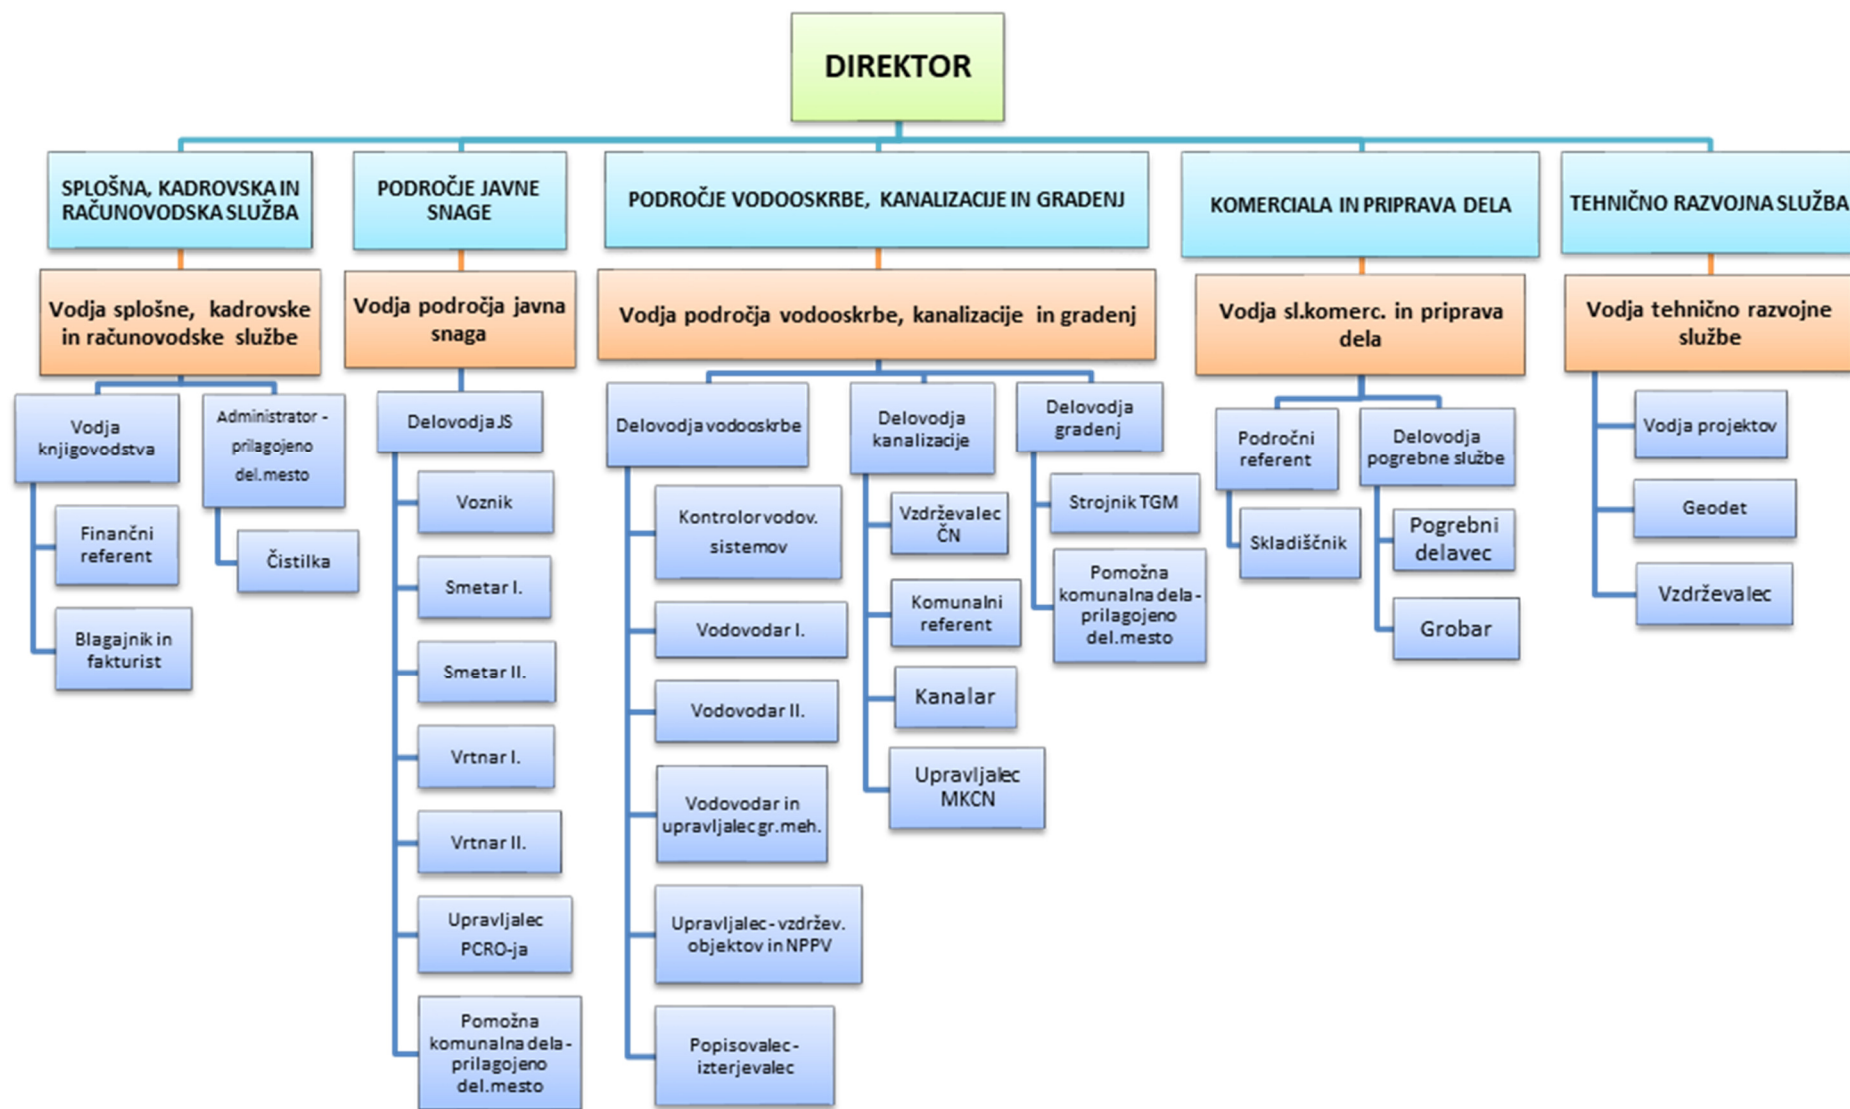 DIREKTOR
SPLOŠNA, KADROVSKA IN
RAČUNOVODSKA SLUŽBA
Vodja splošne, kadrovske
in računovodske službe
Vodja
knjigovodstva
Finančni
referent
Blagajnik in
fakturist
Administrator -
prilagojeno
del.mesto
Čistilka
PODROČJE JAVNE
SNAGE
Vodja področja javna
snaga
Delovodja JS
Voznik
Smetar I.
Smetar II.
Vrtnar I.
Vrtnar II.
Upravljalec
PCRO-ja
Pomožna
komunalna dela-
prilagojeno
del.mesto
PODROČJE VODOOSKRBE, KANALIZACIJE IN GRADENJ
Vodja področja vodooskrbe, kanalizacije in gradenj
Delovodja vodooskrbe
Kontrolor vodov.
sistemov
Vodovodar I.
Vodovodar II.
Vodovodar in
upravljalec gr.meh.
Upravljalec- vzdržev.
objektov in NPPV
Popisovalec-
izterjevalec
Delovodja
kanalizacije
Vzdrževalec
ČN
Komunalni
referent
Kanalar
Upravljalec
MKCN
Delovodja
gradenj
Strojnik TGM
Pomožna
komunalna dela-
prilagojeno
del.mesto
KOMERCIALA IN PRIPRAVA DELA
Vodja sl.komerc. in priprava
dela
Področni
referent
Skladiščnik
Delovodja
pogrebne službe
Pogrebni
delavec
Grobar
TEHNIČNO RAZVOJNA SLUŽBA
Vodja tehnično razvojne
službe
Vodja projektov
Geodet
Vzdrževalec